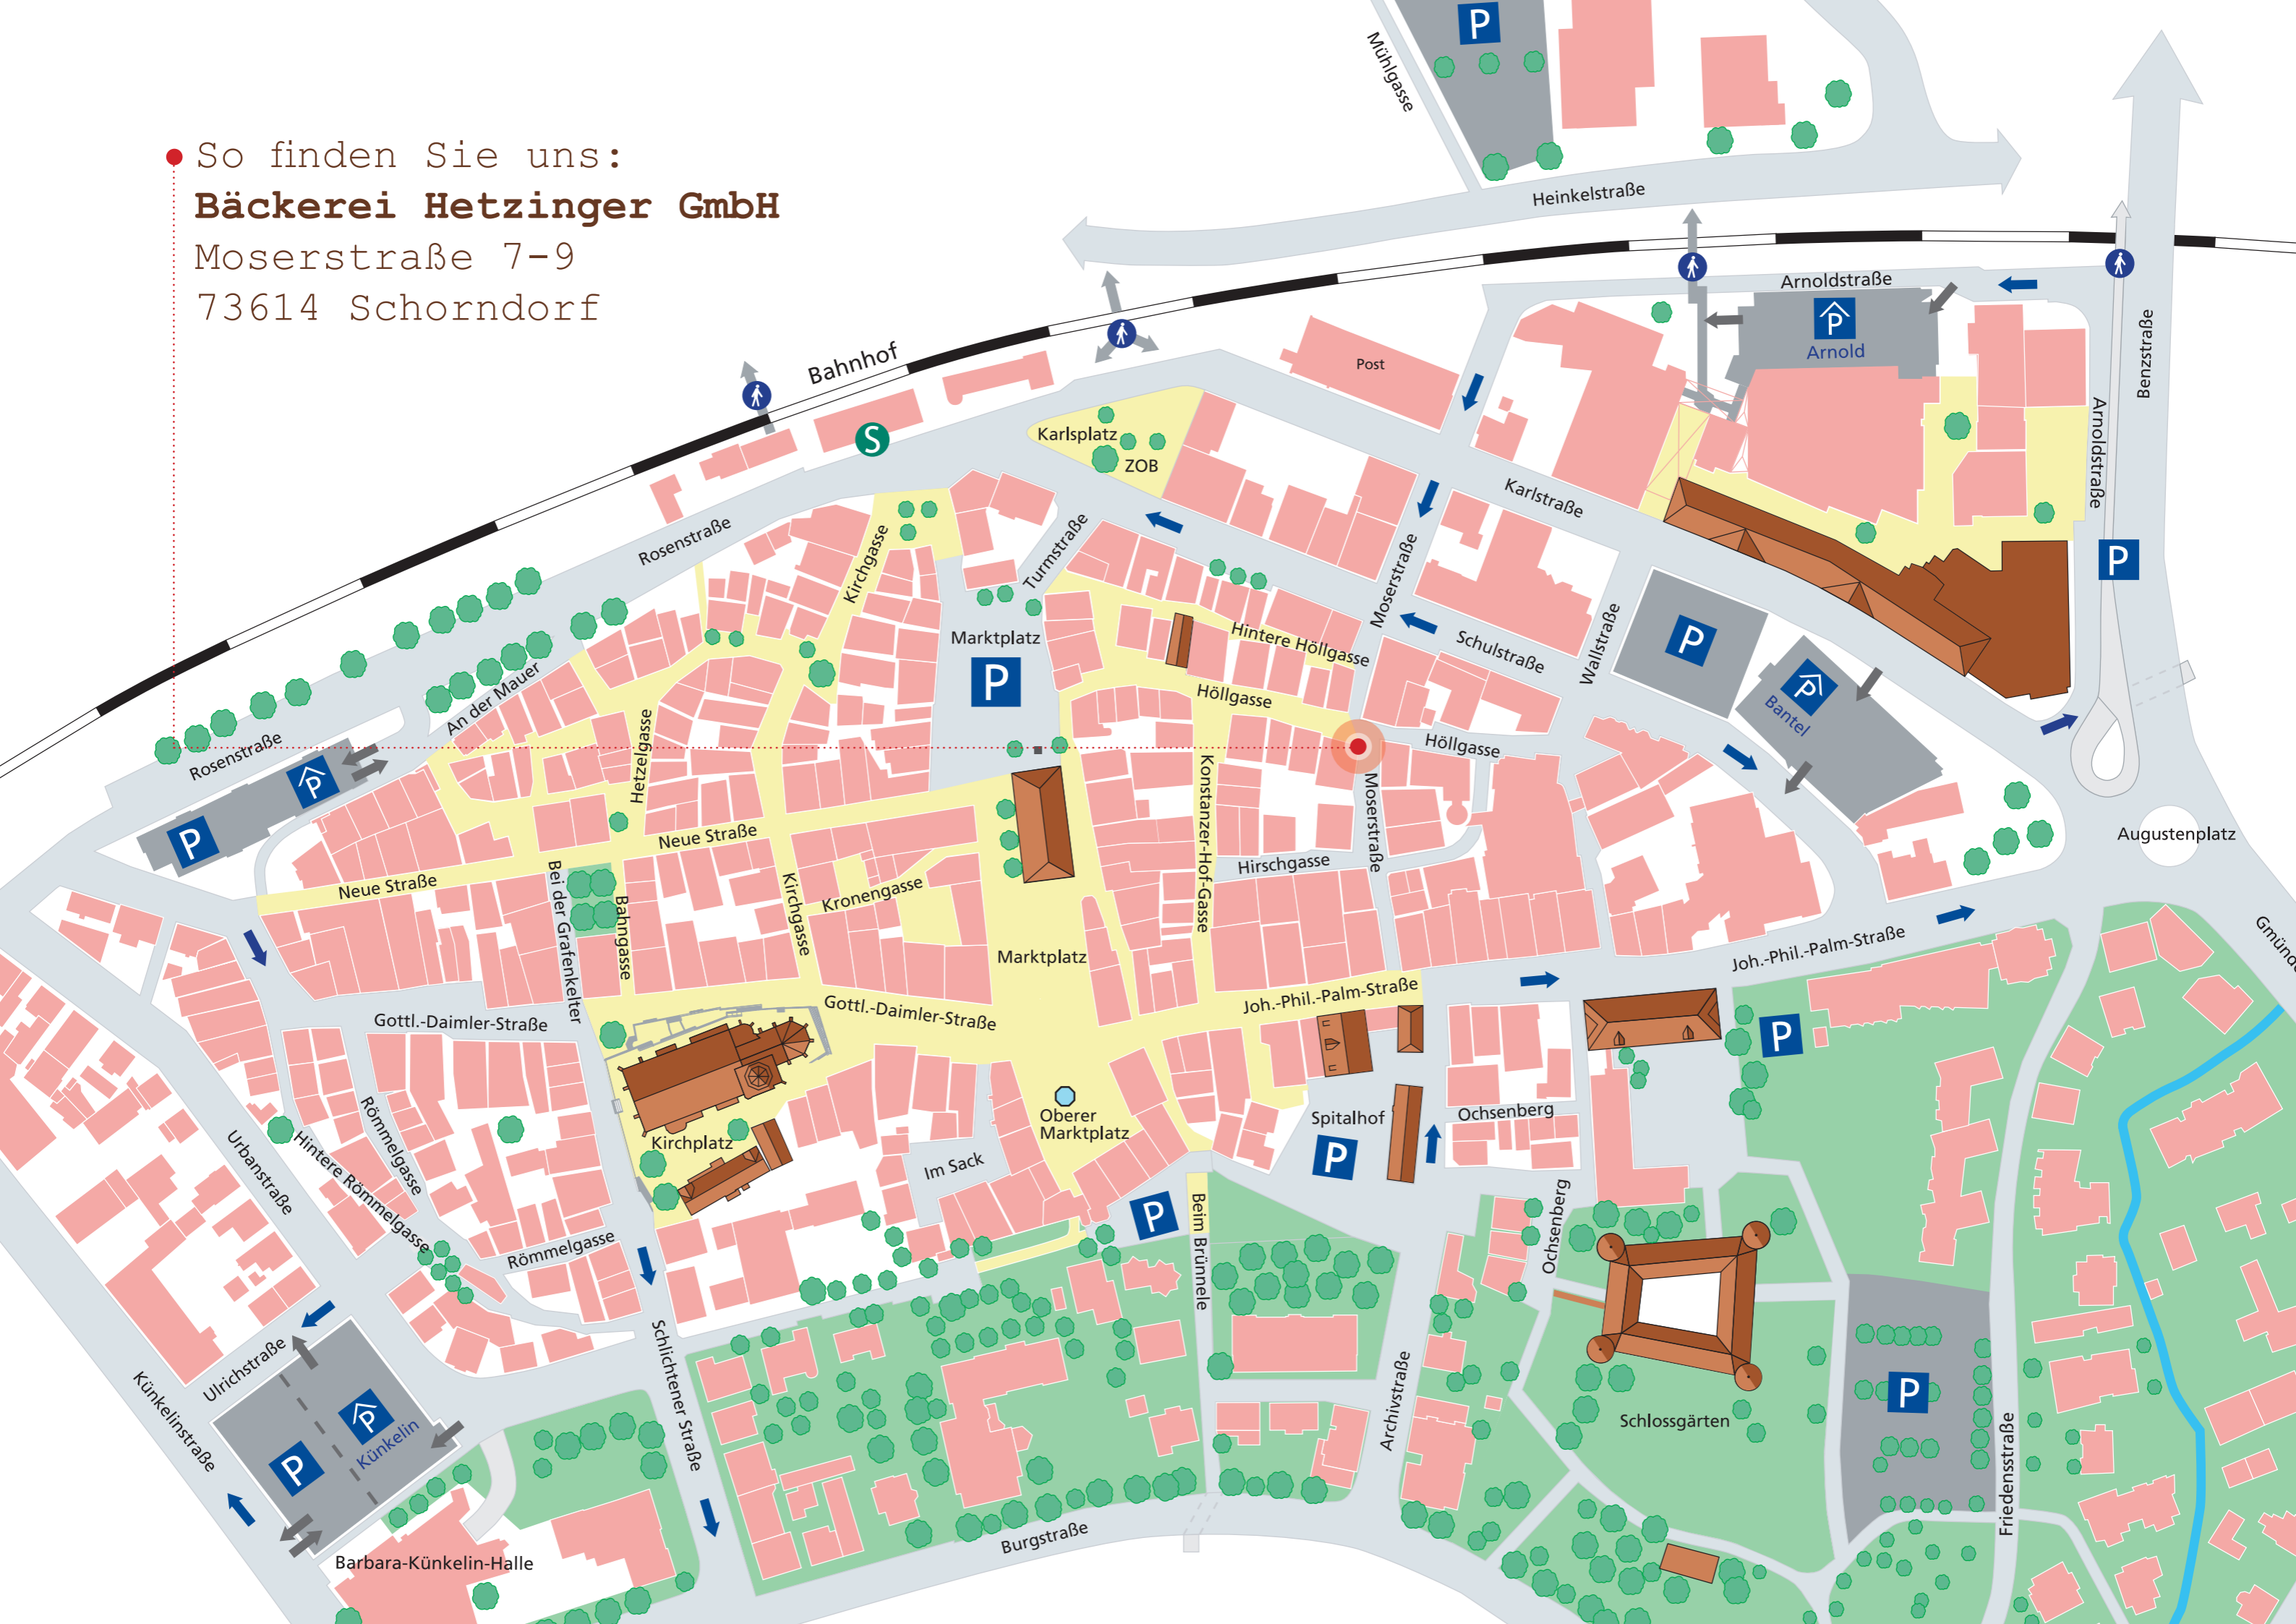 So finden Sie uns:
Bäckerei Hetzinger GmbH
Moserstraße 7-9
73614 Schorndorf
P
Mühlgasse
Heinkelstraße
Arnoldstraße
P
Arnold
Benzstraße
Arnoldstraße
Bahnhof
S
Post
Karlsplatz
ZOB
Karlstraße
Rosenstraße
Kirchgasse
Turmstraße
Moserstraße
P
Marktplatz
P
Hintere Höllgasse
Schulstraße
Wallstraße
P
P
Bantel
An der Mauer
Höllgasse
Höllgasse
Rosenstraße
P
P
Hetzelgasse
Konstanzer-Hof-Gasse
Moserstraße
Augustenplatz
Neue Straße
Neue Straße
Hirschgasse
Bei der Grafenkelter
Bahngasse
Kirchgasse
Kronengasse
Marktplatz
Joh.-Phil.-Palm-Straße
Joh.-Phil.-Palm-Straße
Gottl.-Daimler-Straße
Gottl.-Daimler-Straße
P
Oberer
Marktplatz
Spitalhof
P
Ochsenberg
Kirchplatz
Im Sack
Römmelgasse
Hintere Römmelgasse
Urbanstraße
Römmelgasse
P
Beim Brünnele
Ochsenberg
Ulrichstraße
Künkelinstraße
Schlichtener Straße
Archivstraße
P
P
Künkelin
Schlossgärten
P
Friedensstraße
Burgstraße
Barbara-Künkelin-Halle